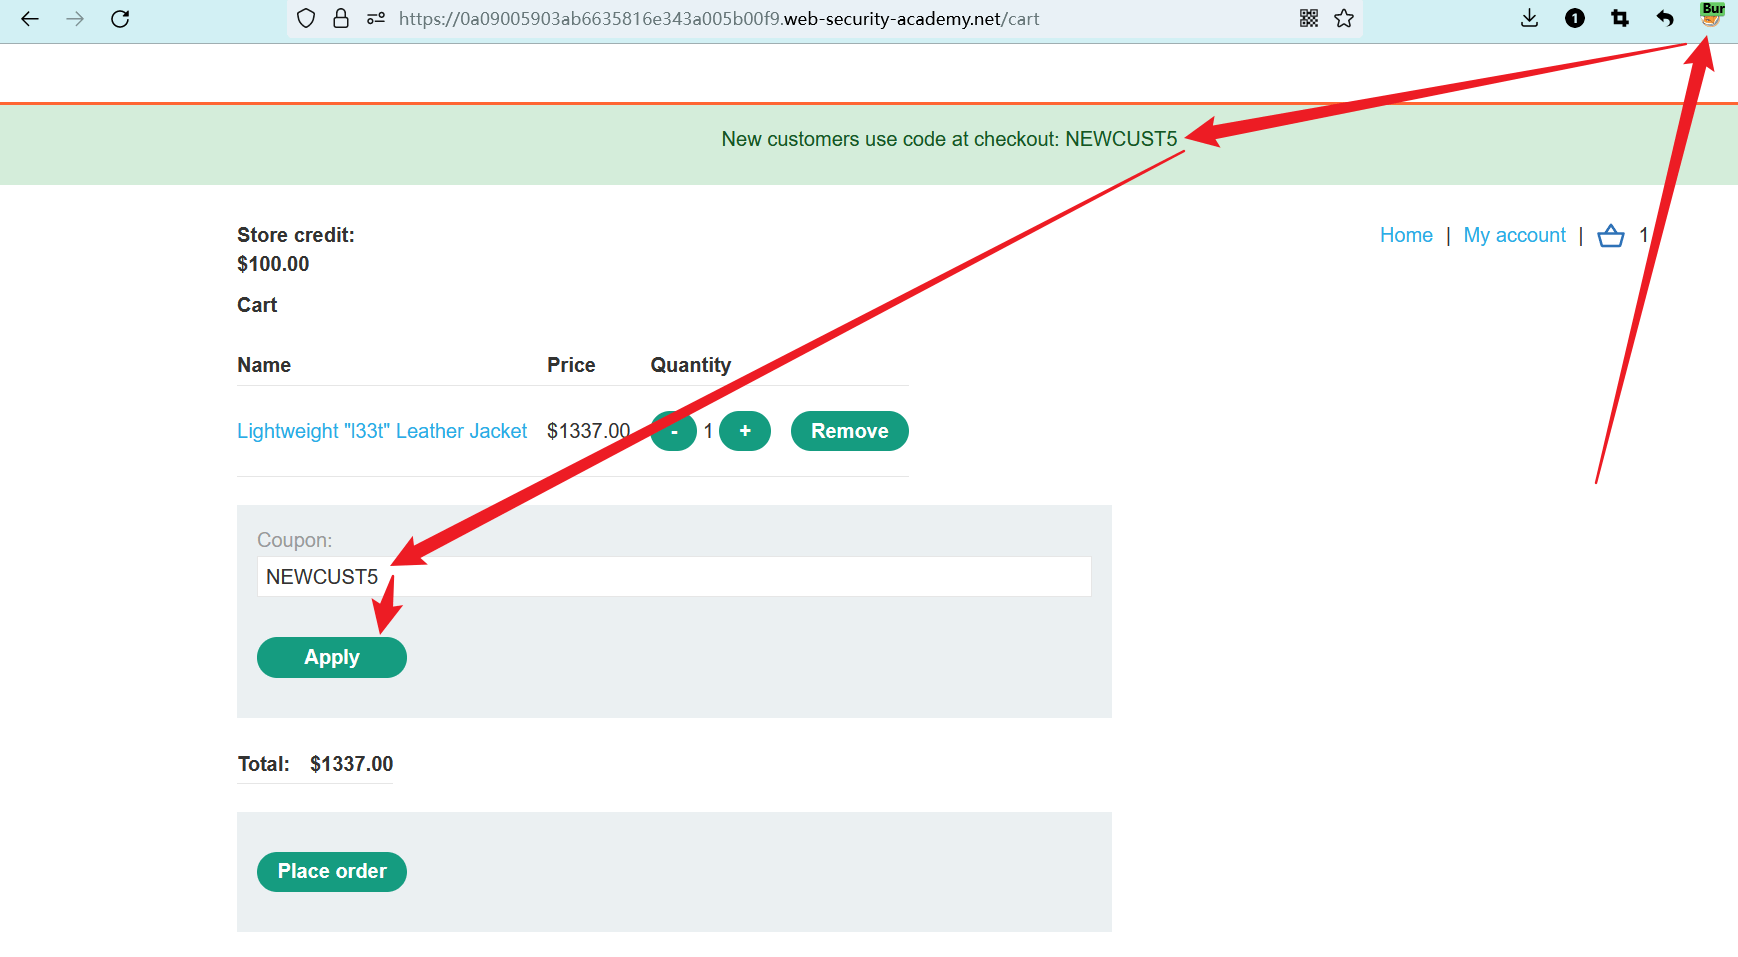 https://0a09005903ab6635816e343a005b00f9.web-security-academy.net/cart
1
Bur
New customers use code at checkout: NEWCUST5
Store credit:
$100.00
Home | My account | 1
Cart
Name Price Quantity
Lightweight "l33t" Leather Jacket $1337.00 - 1 + Remove
Coupon:
NEWCUST5
Apply
Total: $1337.00
Place order